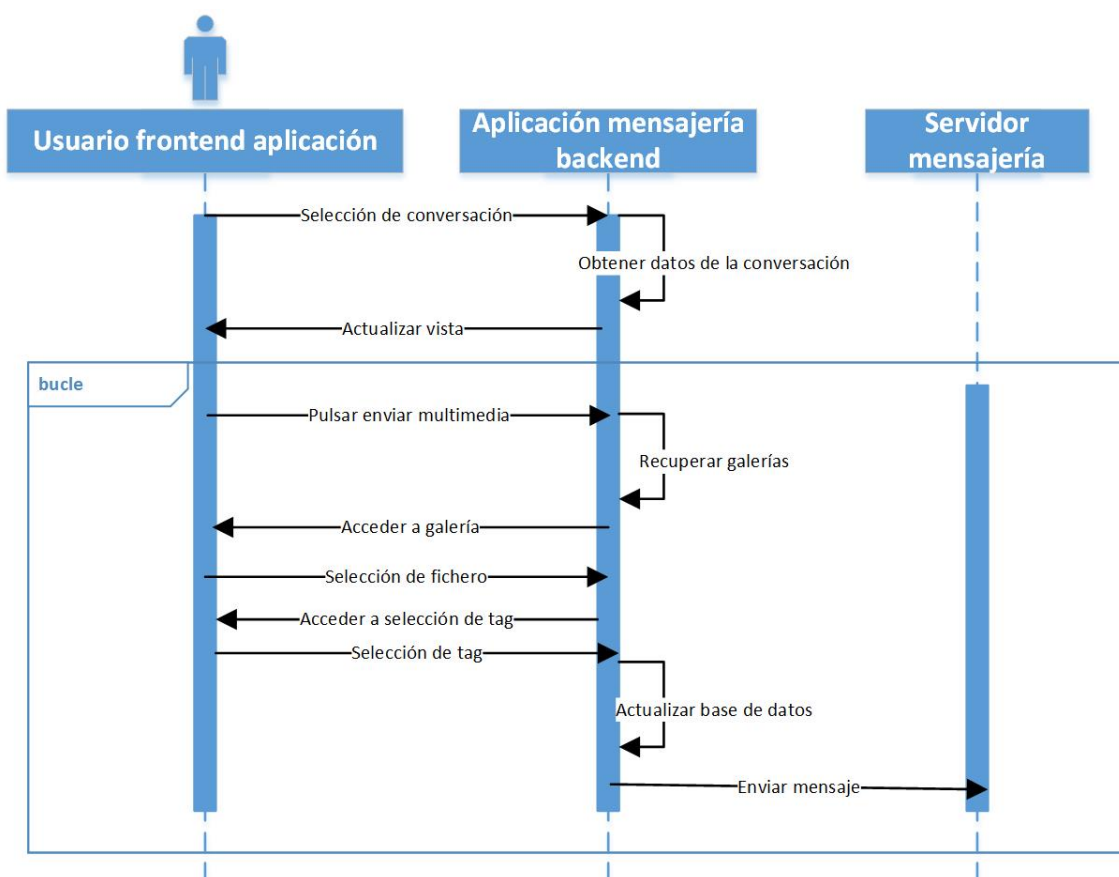 Usuario frontend aplicación
Aplicación mensajería
backend
Servidor
mensajería
Selección de conversación
Obtener datos de la conversación
Actualizar vista
bucle
Pulsar enviar multimedia
Recuperar galerías
Acceder a galería
Selección de fichero
Acceder a selección de tag
Selección de tag
Actualizar base de datos
Enviar mensaje